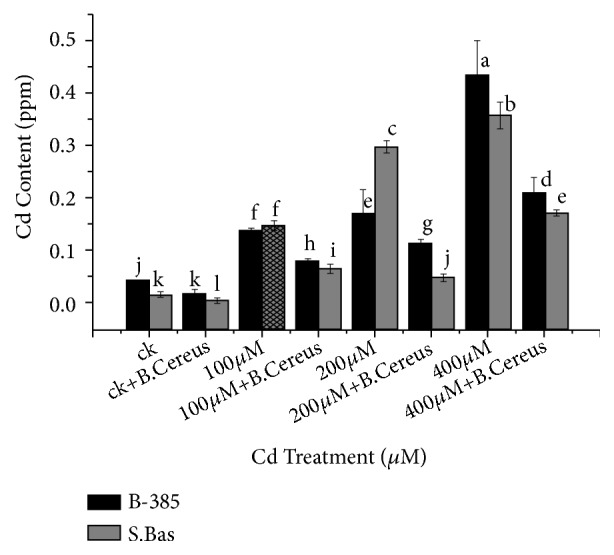 0.5
0.4
0.3
0.2
0.1
0.0
Cd Content (ppm)
j
k
k
l
f
f
h
i
e
c
g
j
a
b
d
e
ck
ck+B.Cereus
100μM
100μM+B.Cereus
200μM
200μM+B.Cereus
400μM
400μM+B.Cereus
Cd Treatment (μM)
B-385
S.Bas